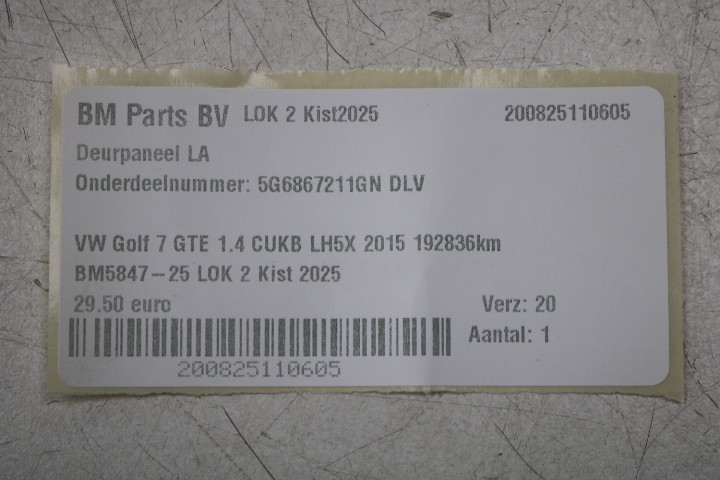 BM Parts BV LOK 2 Kist2025 200825110605
Deurpaneel LA
Onderdeelnummer: 5G6867211GN DLV
VW Golf 7 GTE 1.4 CUKB LH5X 2015 192836km
BM5847-25 LOK 2 Kist 2025
29.50 euro Verz: 20
Aantal: 1
200825110605